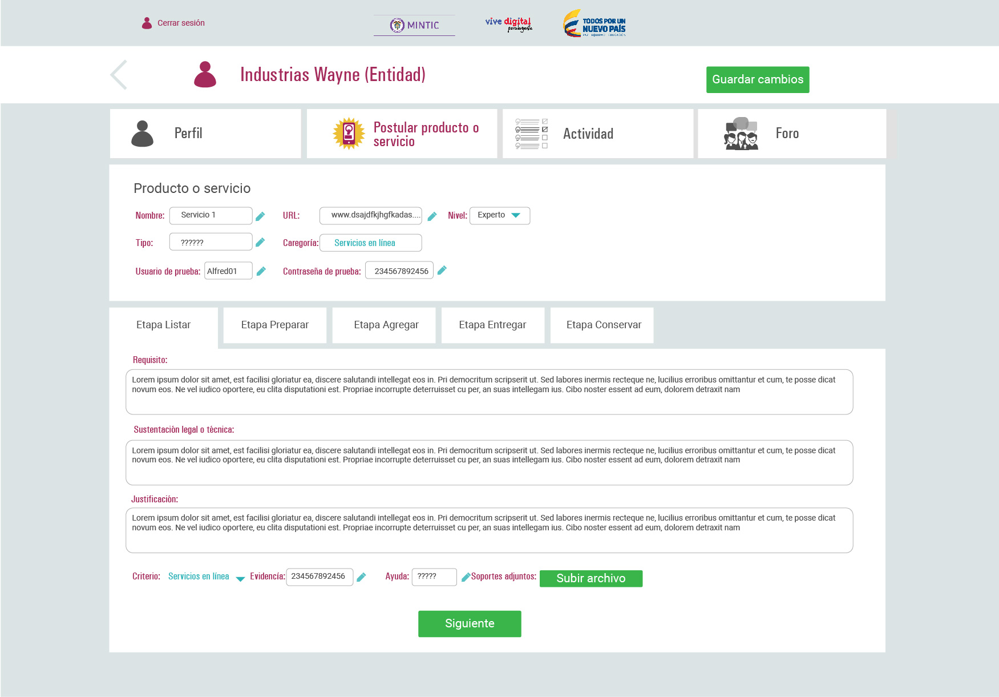 Cerrar sesión
MINTIC
vive digital
para la gente
TODOS POR UN
NUEVO PAÍS
PAZ EQUIDAD EDUCACIÓN
Industrias Wayne (Entidad)
Guardar cambios
Perfil
Postular producto o
servicio
Actividad
Foro
Producto o servicio
Nombre: Servicio 1 URL: www.dsajdfkjhgfkadas.... Nivel: Experto
Tipo: ?????? Caregoría: Servicios en línea
Usuario de prueba: Alfred01 Contraseña de prueba: 234567892456
Etapa Listar Etapa Preparar Etapa Agregar Etapa Entregar Etapa Conservar
Requisito:
Lorem ipsum dolor sit amet, est facilisi gloriatur ea, discere salutandi intellegat eos in. Pri democritum scripserit ut. Sed labores inermis recteque ne, lucilius erroribus omittantur et cum, te posse dicat
novum eos. Ne vel iudico oportere, eu clita disputationi est. Propriae incorrupte deterruisset cu per, an suas intellegam ius. Cibo noster essent ad eum, dolorem detraxit nam
Sustentación legal o técnica:
Lorem ipsum dolor sit amet, est facilisi gloriatur ea, discere salutandi intellegat eos in. Pri democritum scripserit ut. Sed labores inermis recteque ne, lucilius erroribus omittantur et cum, te posse dicat
novum eos. Ne vel iudico oportere, eu clita disputationi est. Propriae incorrupte deterruisset cu per, an suas intellegam ius. Cibo noster essent ad eum, dolorem detraxit nam
Justificación:
Lorem ipsum dolor sit amet, est facilisi gloriatur ea, discere salutandi intellegat eos in. Pri democritum scripserit ut. Sed labores inermis recteque ne, lucilius erroribus omittantur et cum, te posse dicat
novum eos. Ne vel iudico oportere, eu clita disputationi est. Propriae incorrupte deterruisset cu per, an suas intellegam ius. Cibo noster essent ad eum, dolorem detraxit nam
Criterio: Servicios en línea Evidencía: 234567892456 Ayuda: ????? Soportes adjuntos: Subir archivo
Siguiente